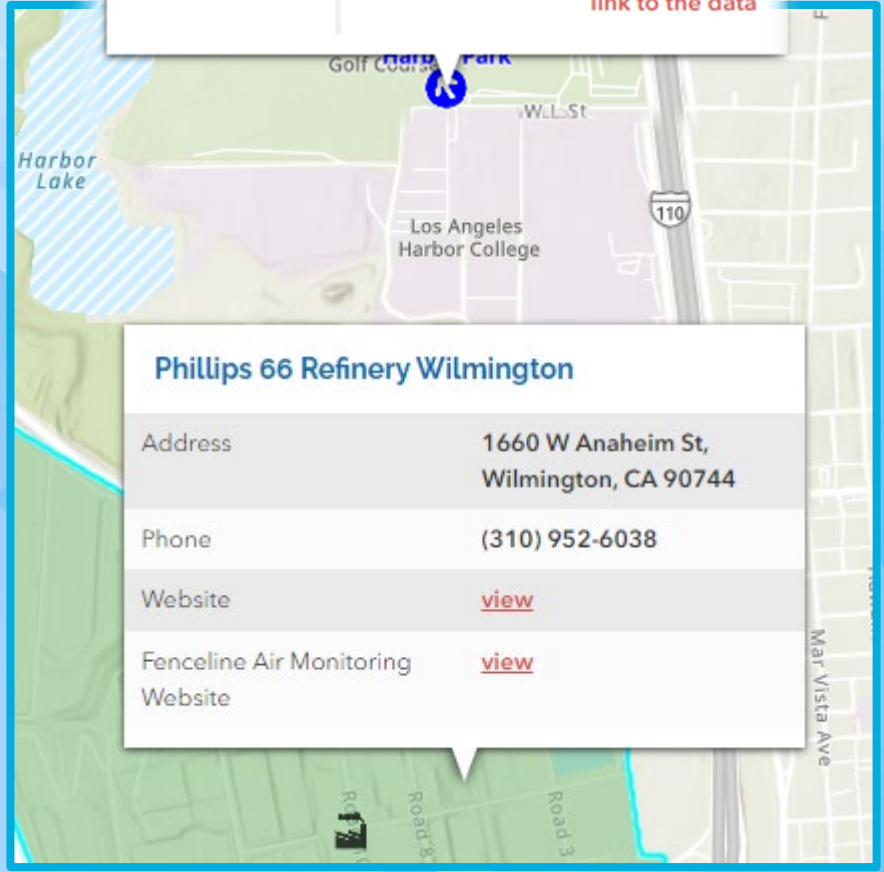 link to the data
Golf Course
Park
W L St
Harbor
Lake
110
Los Angeles
Harbor College
Phillips 66 Refinery Wilmington
Address
1660 W Anaheim St,
Wilmington, CA 90744
Phone
(310) 952-6038
Website
view
Fenceline Air Monitoring
Website
view
Mar Vista Ave
Road 8
Road 3